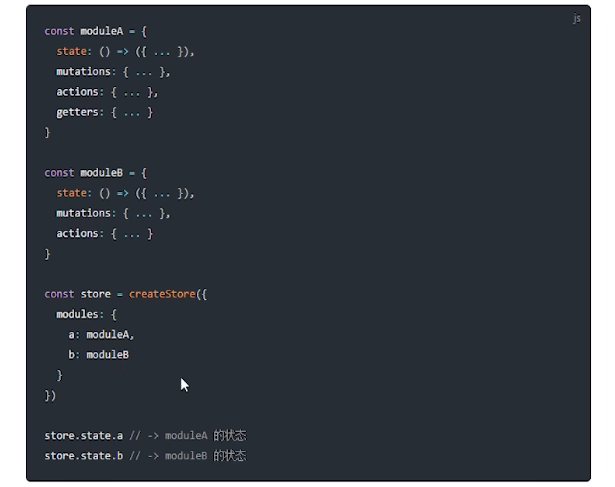 js
const moduleA = {
  state: () => ({ ... }),
  mutations: { ... },
  actions: { ... },
  getters: { ... }
}
const moduleB = {
  state: () => ({ ... }),
  mutations: { ... },
  actions: { ... }
}
const store = createStore({
  modules: {
    a: moduleA,
    b: moduleB
  }
})
store.state.a // -> moduleA 的状态
store.state.b // -> moduleB 的状态